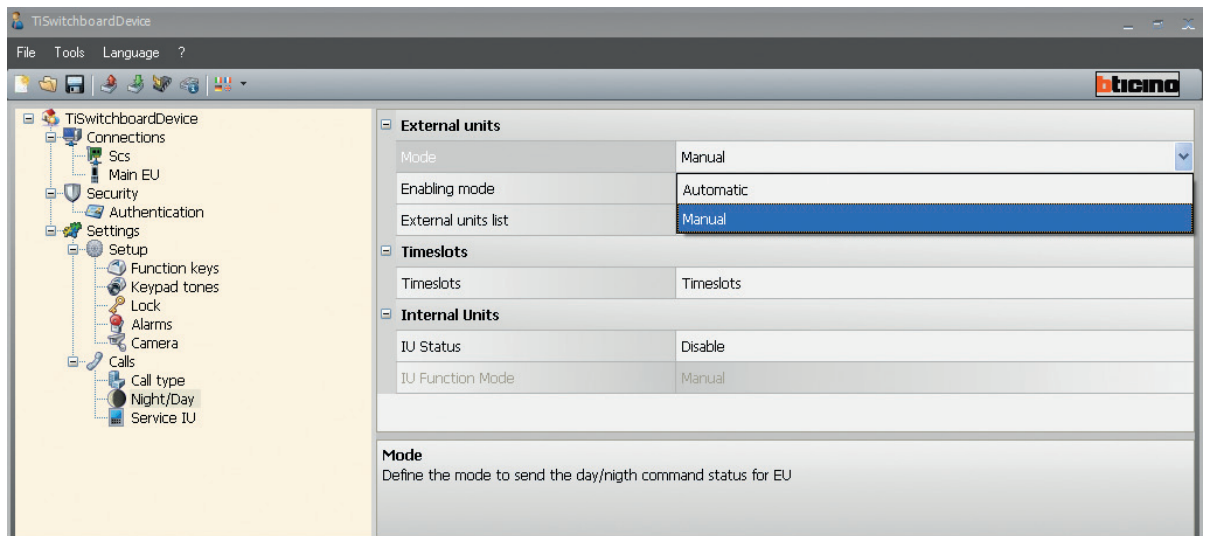 TiSwitchboardDevice
File Tools Language ?
bticino
TiSwitchboardDevice
Connections
Scs
Main EU
Security
Authentication
Settings
Setup
Function keys
Keypad tones
Lock
Alarms
Camera
Calls
Call type
Night/Day
Service IU
External units
Mode Manual
Enabling mode Automatic
External units list Manual
Timeslots
Timeslots Timeslots
Internal Units
IU Status Disable
IU Function Mode Manual
Mode
Define the mode to send the day/nigth command status for EU